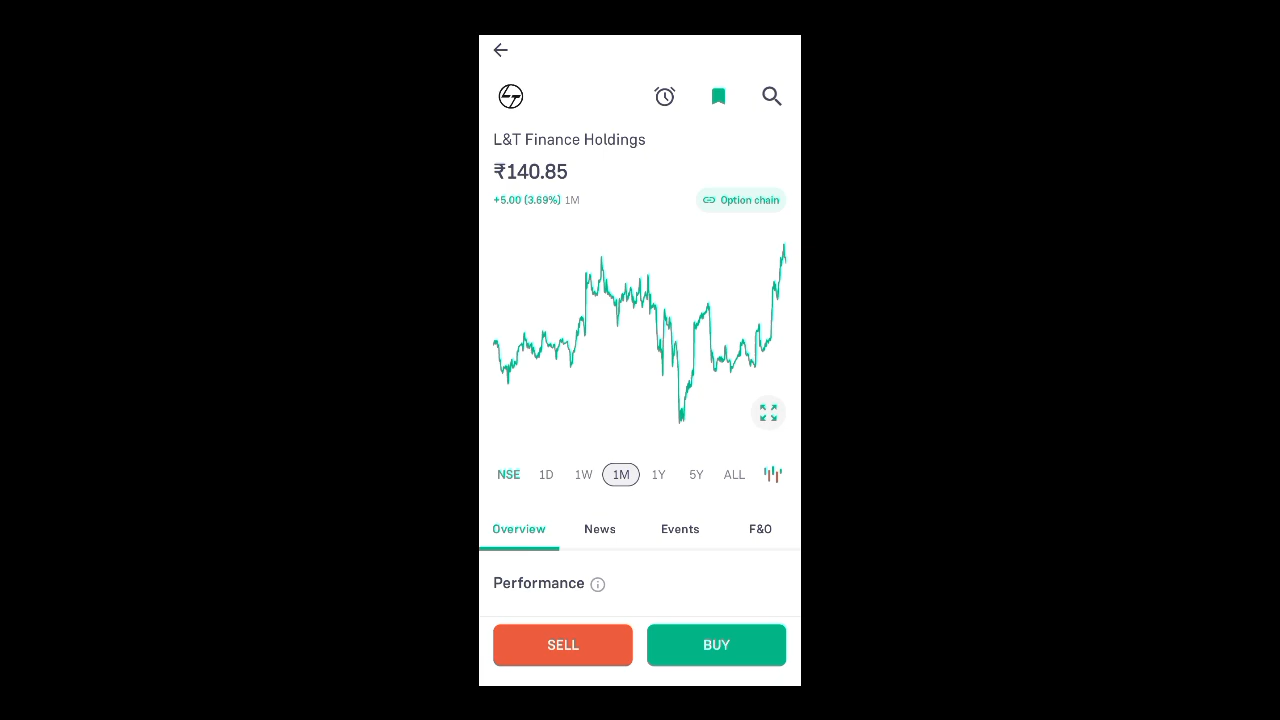 L&T Finance Holdings
₹140.85
+5.00 (3.69%) 1M
Option chain
NSE 1D 1W 1M 1Y 5Y ALL
Overview News Events F&O
Performance
SELL BUY